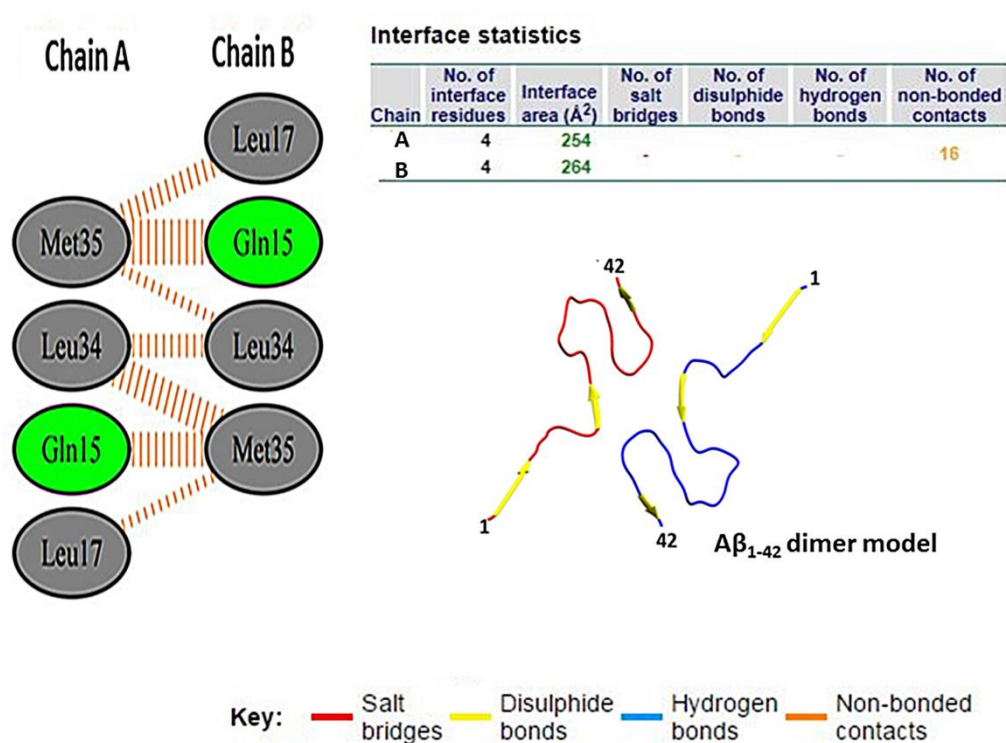 Chain A
Chain B
Leu17
Met35
Gln15
Leu34
Leu34
Gln15
Met35
Leu17
Interface statistics
Chain
No. of
interface
residues
Interface
area (Å²)
No. of
salt
bridges
No. of
disulphide
bonds
No. of
hydrogen
bonds
No. of
non-bonded
contacts
A 4 254
- - - 16
B 4 264
42
1
1
42
Aβ₁₋₄₂ dimer model
Key:
Salt
bridges
Disulphide
bonds
Hydrogen
bonds
Non-bonded
contacts